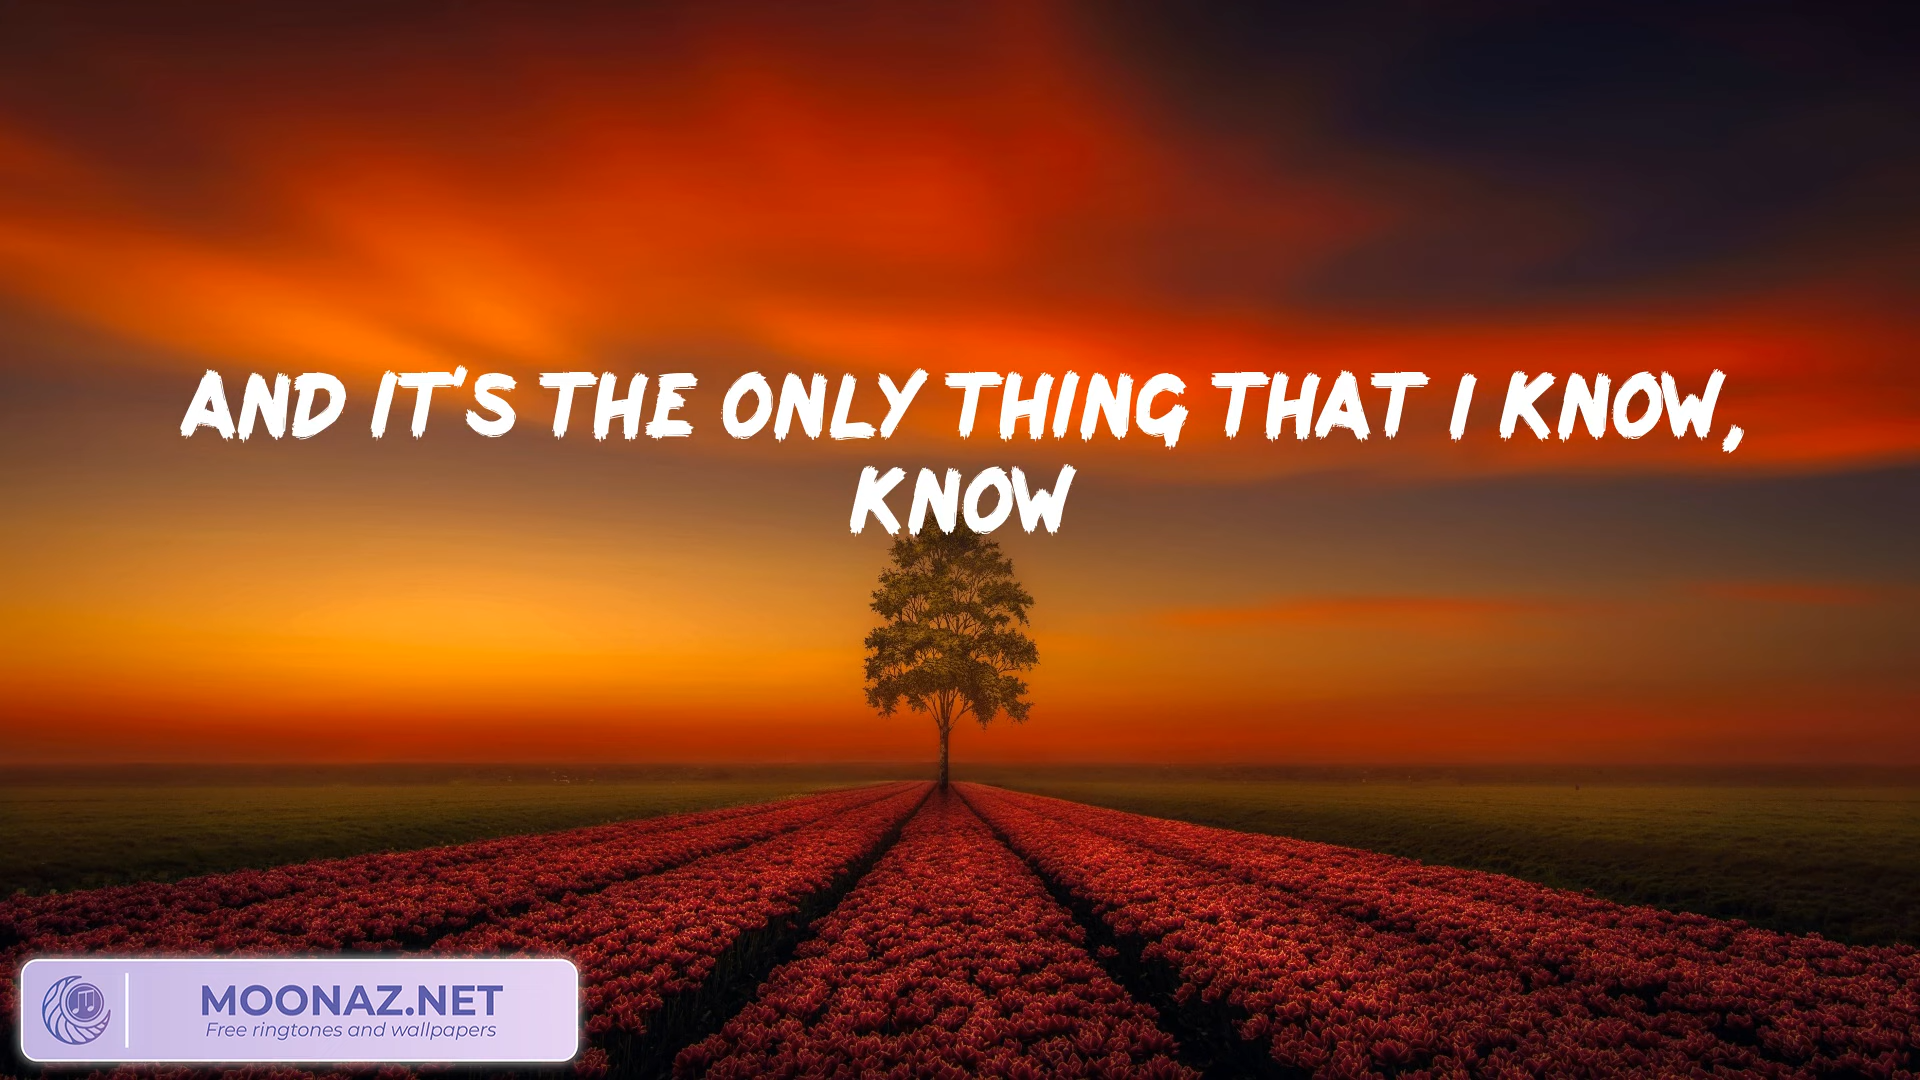 AND IT'S THE ONLY THING THAT I KNOW,
KNOW
MOONAZ.NET
Free ringtones and wallpapers